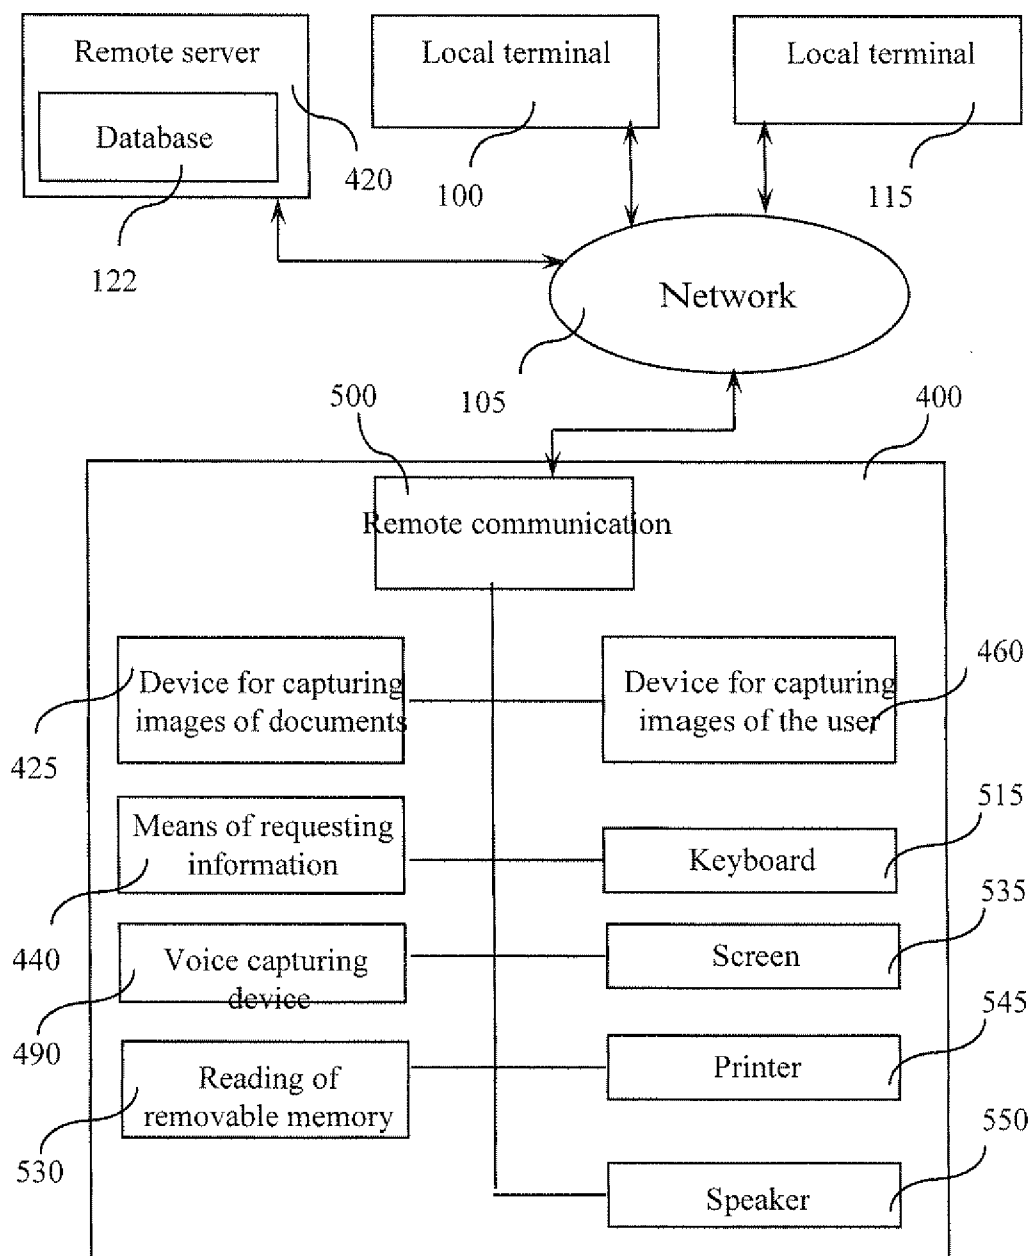 Remote server
Database
420
122
Local terminal
100
Local terminal
115
Network
105
500
400
Remote communication
Device for capturing
images of documents
425
Device for capturing
images of the user
460
Means of requesting
information
440
Keyboard
515
Voice capturing
device
490
Screen
535
Reading of
removable memory
530
Printer
545
Speaker
550